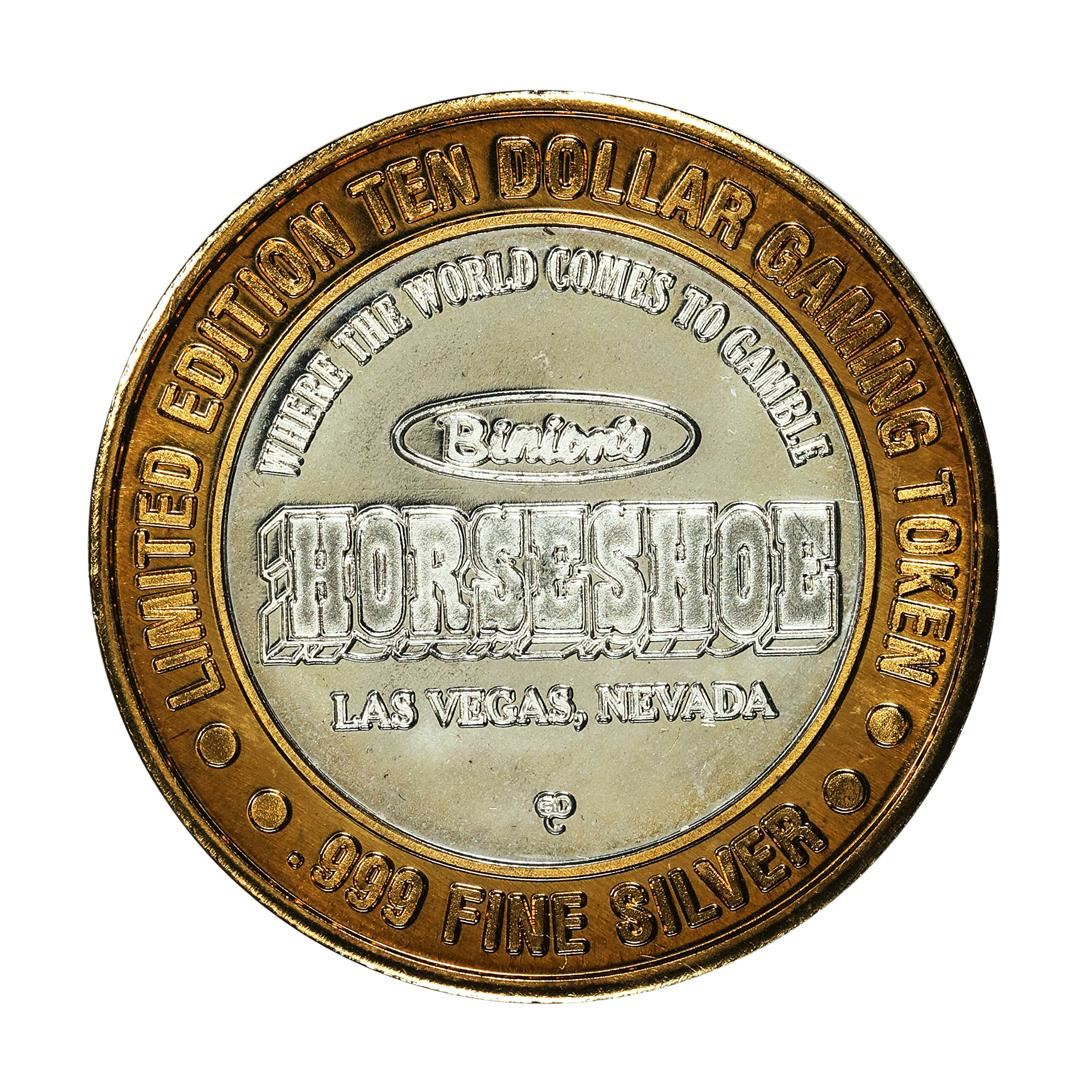 LIMITED EDITION TEN DOLLAR GAMING TOKEN
WHERE THE WORLD COMES TO GAMBLE
Binion's
HORSESHOE
LAS VEGAS, NEVADA
.999 FINE SILVER